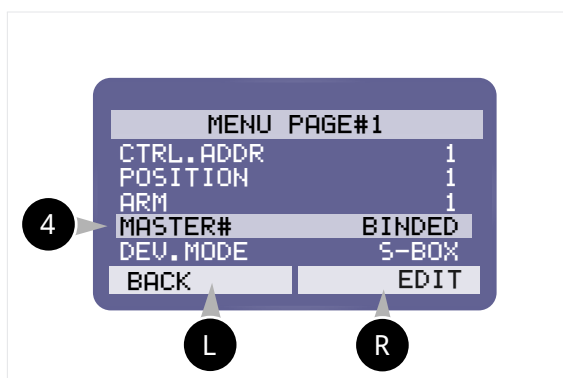 MENU PAGE#1
CTRL.ADDR 1
POSITION 1
ARM 1
4 MASTER# BINDED
DEV.MODE S-BOX
BACK EDIT
L R